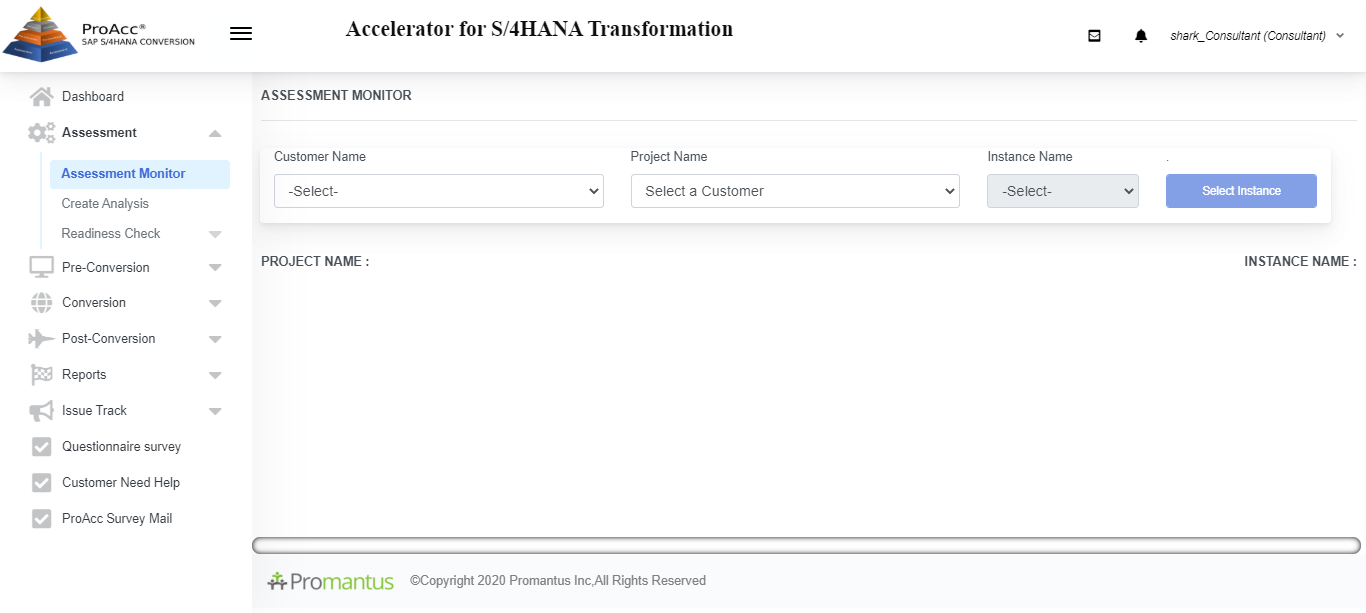 ProAcc®
SAP S/4HANA CONVERSION
Accelerator for S/4HANA Transformation
shark_Consultant (Consultant)
Dashboard
Assessment
Assessment Monitor
Create Analysis
Readiness Check
Pre-Conversion
Conversion
Post-Conversion
Reports
Issue Track
Questionnaire survey
Customer Need Help
ProAcc Survey Mail
ASSESSMENT MONITOR
Customer Name Project Name Instance Name .
-Select- Select a Customer -Select- Select Instance
PROJECT NAME : INSTANCE NAME :
Promantus ©Copyright 2020 Promantus Inc,All Rights Reserved